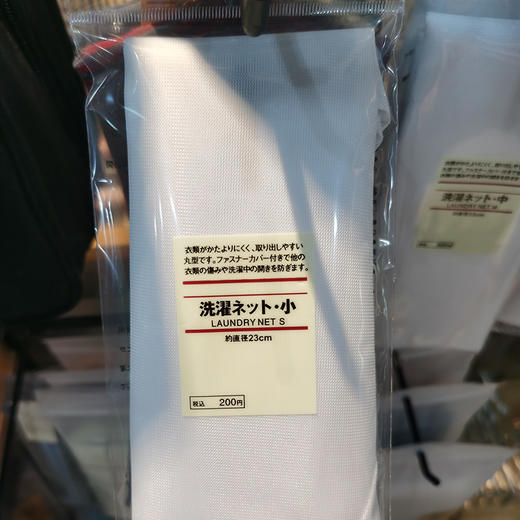 衣類がかたよりにくく、取り出しやすい
丸型です。ファスナーカバー付きで他の
衣類の傷みや洗濯中の開きを防ぎます。
洗濯ネット・小
LAUNDRY NET S
約直径23cm
税込 200円
洗濯ネット・中
LAUNDRY NET M